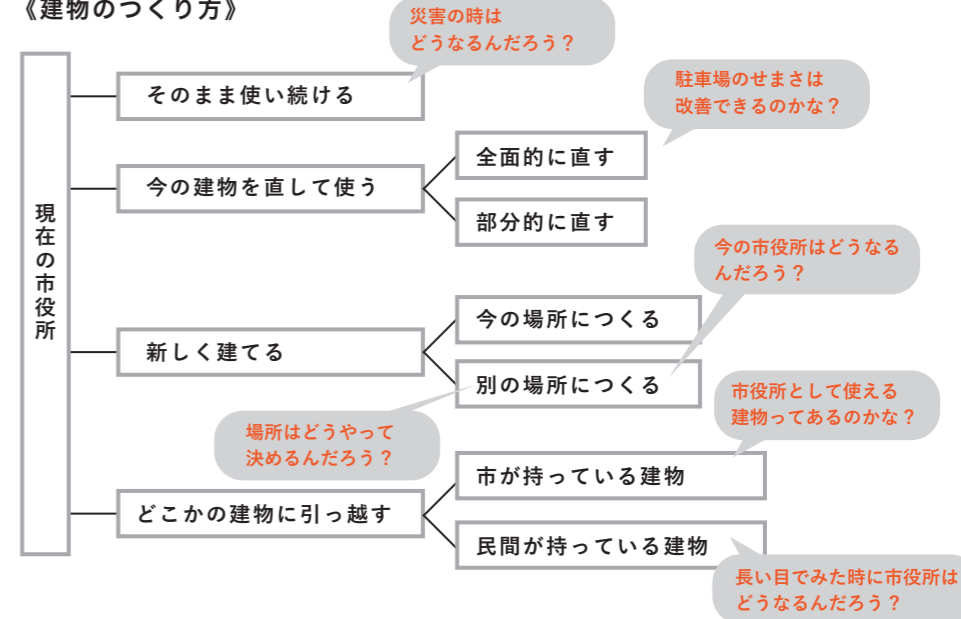 《建物のつくり方》
災害の時は
どうなるんだろう？
そのまま使い続ける
駐車場のせまさは
改善できるのかな？
全面的に直す
今の建物を直して使う
部分的に直す
現在の市役所
今の市役所はどうなる
んだろう？
今の場所につくる
新しく建てる
別の場所につくる
市役所として使える
建物ってあるのかな？
場所はどうやって
決めるんだろう？
市が持っている建物
どこかの建物に引っ越す
民間が持っている建物
長い目でみた時に市役所は
どうなるんだろう？